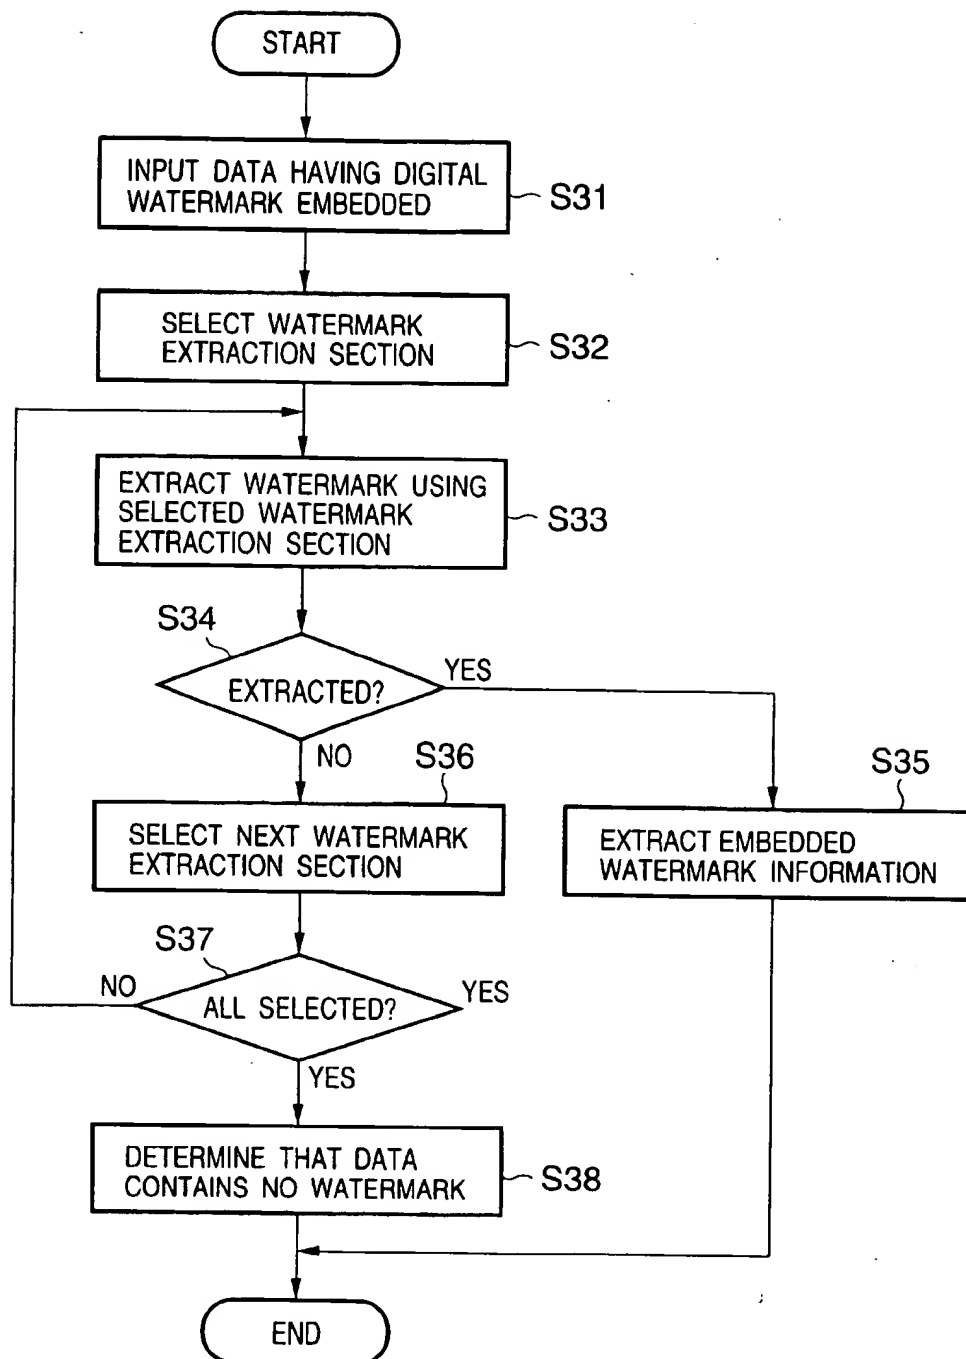 START
INPUT DATA HAVING DIGITAL
WATERMARK EMBEDDED
S31
SELECT WATERMARK
EXTRACTION SECTION
S32
EXTRACT WATERMARK USING
SELECTED WATERMARK
EXTRACTION SECTION
S33
S34
EXTRACTED?
YES
NO
S36
SELECT NEXT WATERMARK
EXTRACTION SECTION
S35
EXTRACT EMBEDDED
WATERMARK INFORMATION
S37
NO
ALL SELECTED?
YES
YES
DETERMINE THAT DATA
CONTAINS NO WATERMARK
S38
END